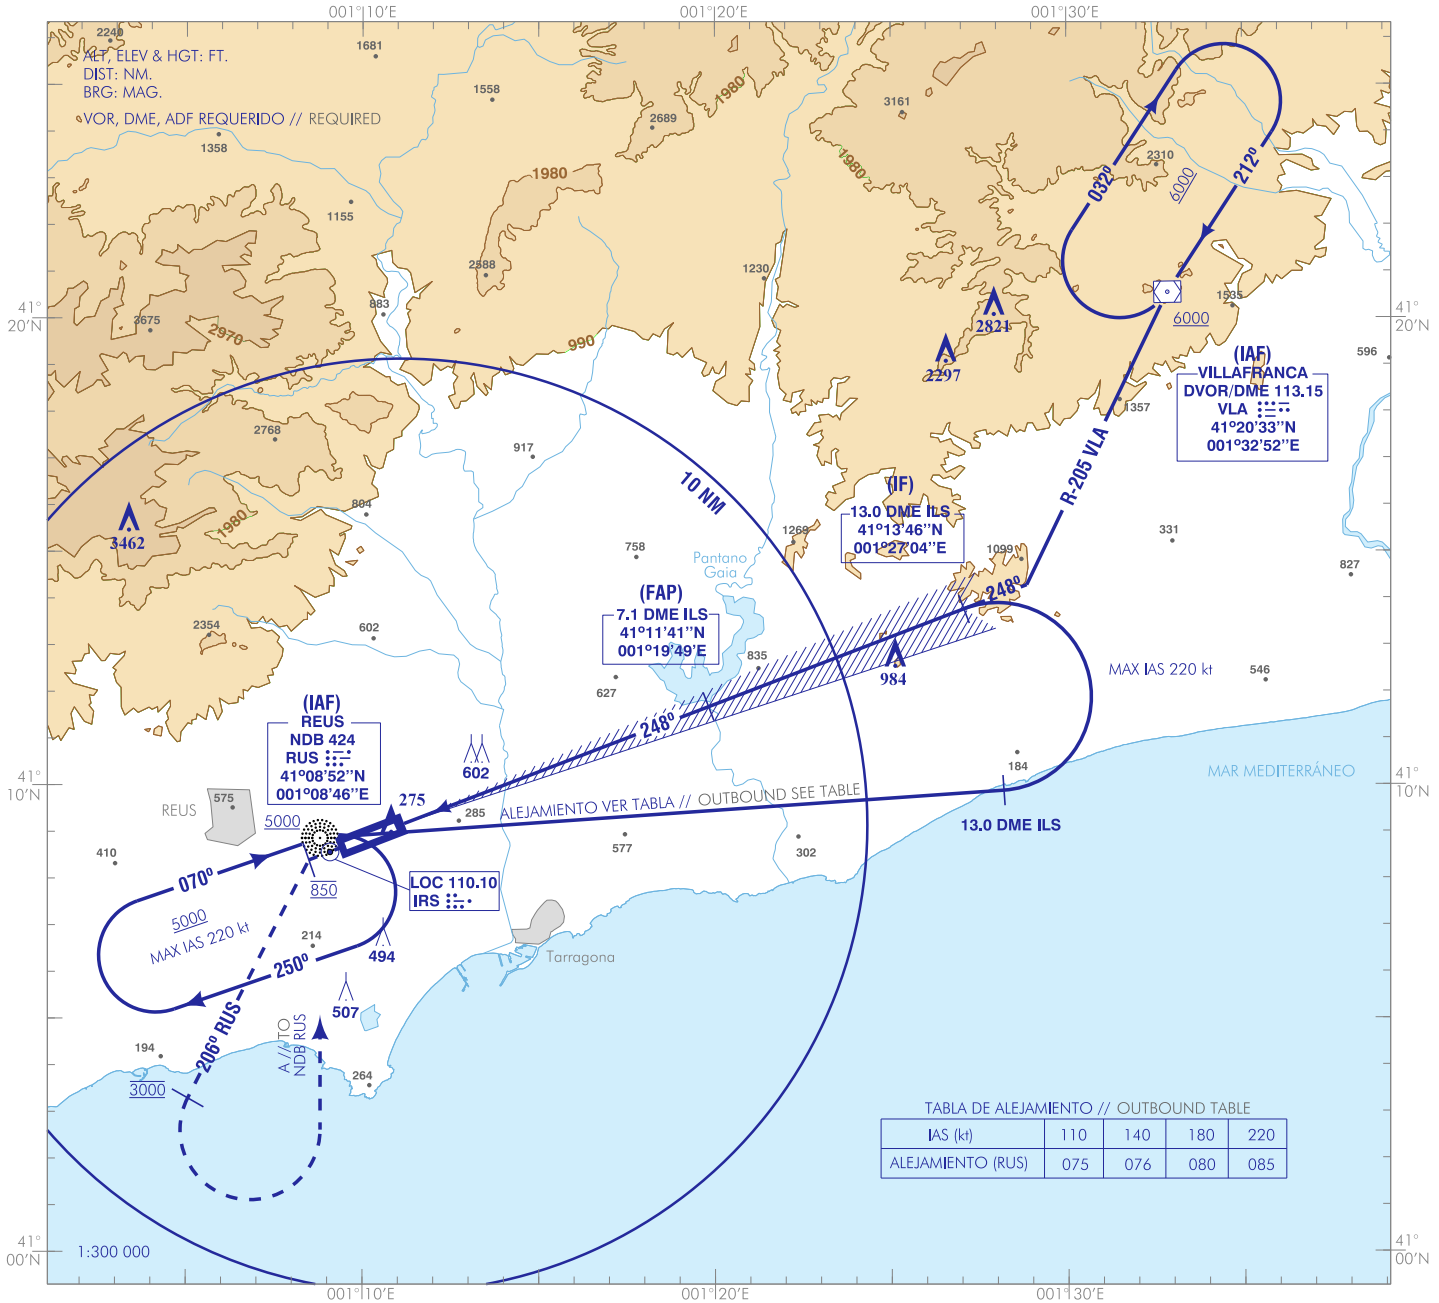 001°10'E
001°20'E
001°30'E
2240
ALT, ELEV & HGT: FT.
DIST: NM.
BRG: MAG.
VOR, DME, ADF REQUERIDO // REQUIRED
1681
1558
2689
1980
3161
1980
1358
1155
1980
2588
1230
2310
032°
6000
212°
883
3675
2970
990
2821
2297
1535
6000
41°
20'N
41°
20'N
596
(IAF)
VILLAFRANCA
DVOR/DME 113.15
VLA
41°20'33''N
001°32'52''E
1357
2768
917
10 NM
R-205 VLA
804
1980
3462
(IF)
13.0 DME ILS
41°13'46''N
001°27'04''E
1269
1099
331
827
758
Pantano
Gaia
248°
(FAP)
7.1 DME ILS
41°11'41''N
001°19'49'E
2354
602
835
627
984
MAX IAS 220 kt
546
248°
(IAF)
REUS
NDB 424
RUS
41°08'52''N
001°08'46''E
602
184
MAR MEDITERRÁNEO
41°
10'N
41°
10'N
REUS
575
5000
275
285
ALEJAMIENTO VER TABLA // OUTBOUND SEE TABLE
13.0 DME ILS
577
302
410
070°
850
LOC 110.10
IRS
5000
MAX IAS 220 kt
214
494
250°
Tarragona
507
206° RUS
A // TO
NDB RUS
194
3000
264
TABLA DE ALEJAMIENTO // OUTBOUND TABLE
IAS (kt) 110 140 180 220
ALEJAMIENTO (RUS) 075 076 080 085
1:300 000
41°
00'N
41°
00'N
001°10'E
001°20'E
001°30'E